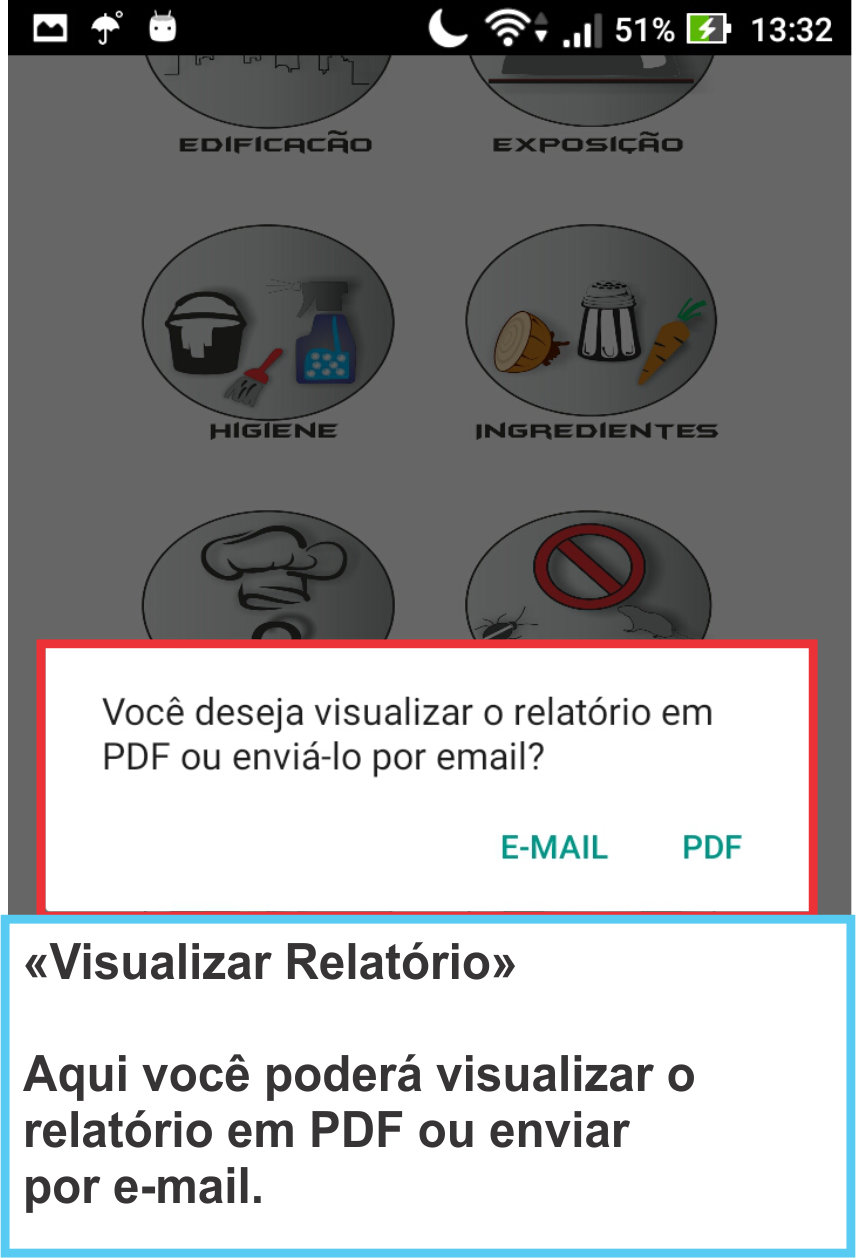 51% 13:32
EDIFICACÃO EXPOSIÇÃO
HIGIENE INGREDIENTES
Você deseja visualizar o relatório em
PDF ou enviá-lo por email?
E-MAIL PDF
«Visualizar Relatório»
Aqui você poderá visualizar o
relatório em PDF ou enviar
por e-mail.